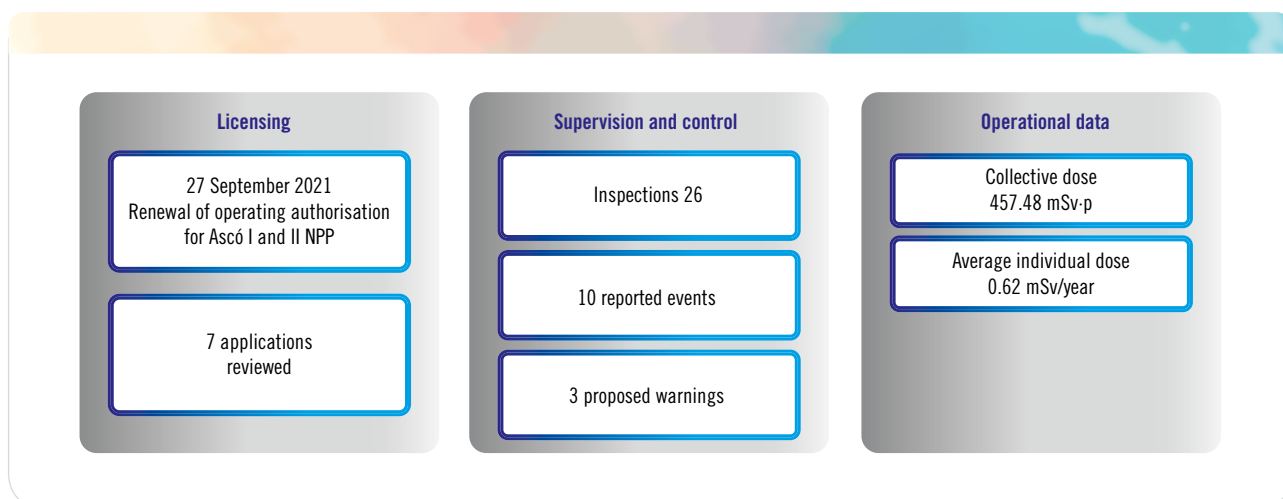 Licensing
27 September 2021
Renewal of operating authorisation
for Ascó I and II NPP
7 applications
reviewed
Supervision and control
Inspections 26
10 reported events
3 proposed warnings
Operational data
Collective dose
457.48 mSv·p
Average individual dose
0.62 mSv/year